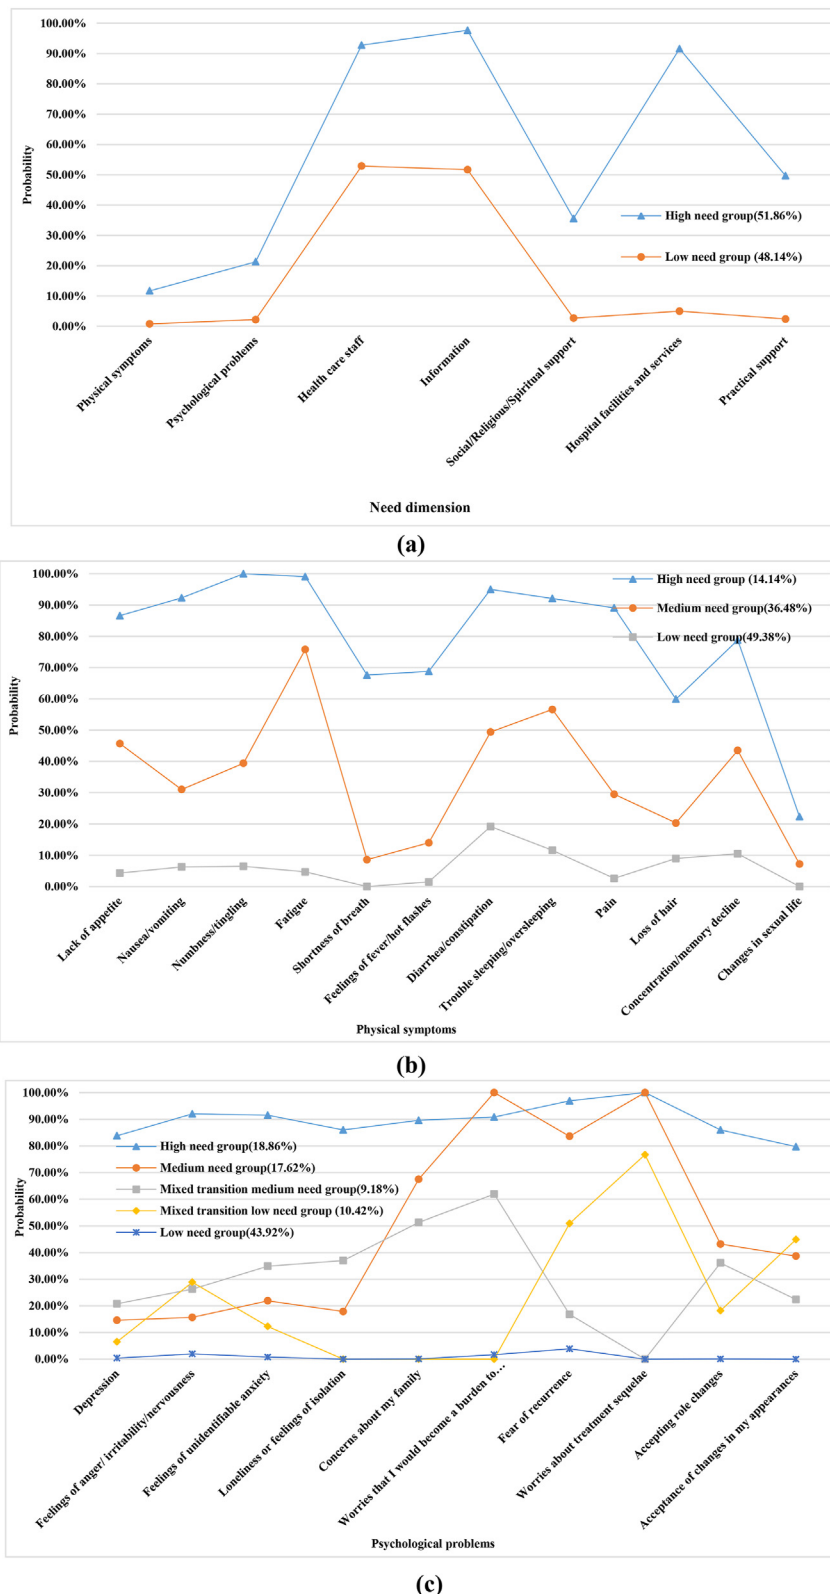 100.00%
90.00%
80.00%
70.00%
60.00%
50.00%
40.00%
30.00%
20.00%
10.00%
0.00%
Probability
High need group(51.86%)
Low need group (48.14%)
Physical symptoms
Psychological problems
Health care staff
Information
Social/Religious/Spiritual support
Hospital facilities and services
Practical support
Need dimension
(a)
100.00%
90.00%
80.00%
70.00%
60.00%
50.00%
40.00%
30.00%
20.00%
10.00%
0.00%
Probability
High need group (14.14%)
Medium need group(36.48%)
Low need group(49.38%)
Lack of appetite
Nausea/vomiting
Numbness/tingling
Fatigue
Shortness of breath
Feelings of fever/hot flashes
Diarrhea/constipation
Trouble sleeping/oversleeping
Pain
Loss of hair
Concentration/memory decline
Changes in sexual life
Physical symptoms
(b)
100.00%
90.00%
80.00%
70.00%
60.00%
50.00%
40.00%
30.00%
20.00%
10.00%
0.00%
Probability
High need group(18.86%)
Medium need group(17.62%)
Mixed transition medium need group(9.18%)
Mixed transition low need group (10.42%)
Low need group(43.92%)
Depression
Feelings of anger/ irritability/nervousness
Feelings of unidentifiable anxiety
Loneliness or feelings of isolation
Concerns about my family
Worries that I would become a burden to…
Fear of recurrence
Worries about treatment sequelae
Accepting role changes
Acceptance of changes in my appearances
Psychological problems
(c)